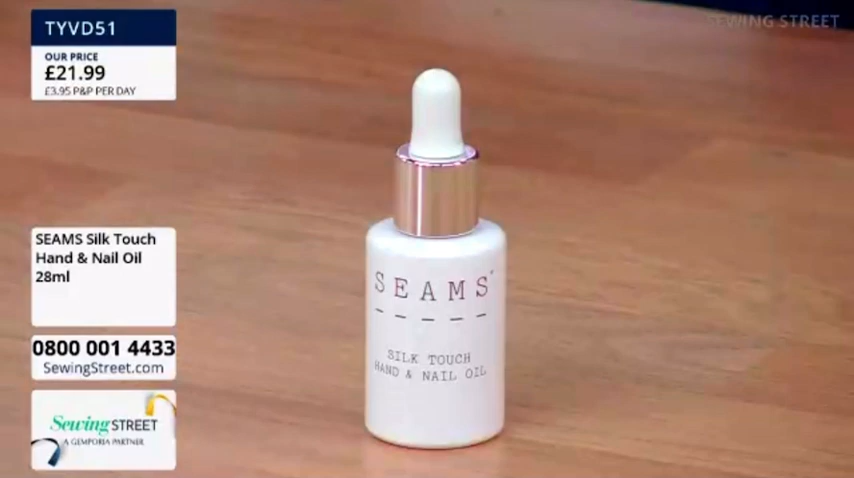 TYVD51
OUR PRICE
£21.99
£3.95 P&P PER DAY
SEWING STREET
SEAMS Silk Touch
Hand & Nail Oil
28ml
0800 001 4433
SewingStreet.com
Sewing STREET
A GEMPORIA PARTNER
SEAMS
SILK TOUCH
HAND & NAIL OIL